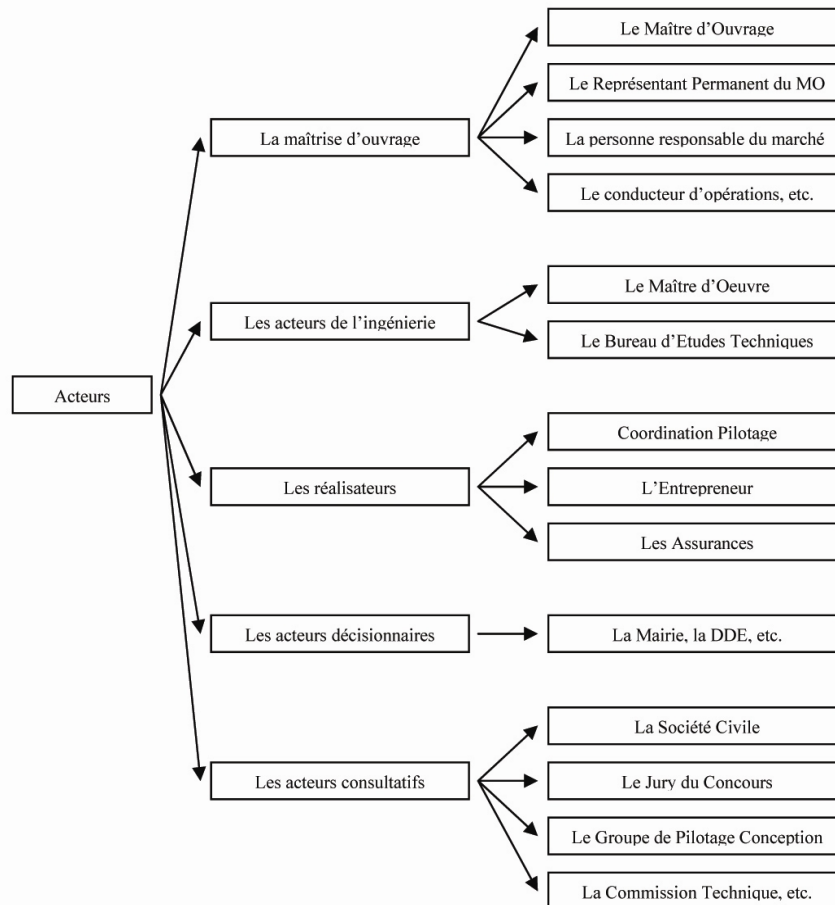 Acteurs
La maîtrise d'ouvrage
Le Maître d'Ouvrage
Le Représentant Permanent du MO
La personne responsable du marché
Le conducteur d'opérations, etc.
Les acteurs de l'ingénierie
Le Maître d'Oeuvre
Le Bureau d'Etudes Techniques
Les réalisateurs
Coordination Pilotage
L'Entrepreneur
Les Assurances
Les acteurs décisionnaires
La Mairie, la DDE, etc.
Les acteurs consultatifs
La Société Civile
Le Jury du Concours
Le Groupe de Pilotage Conception
La Commission Technique, etc.